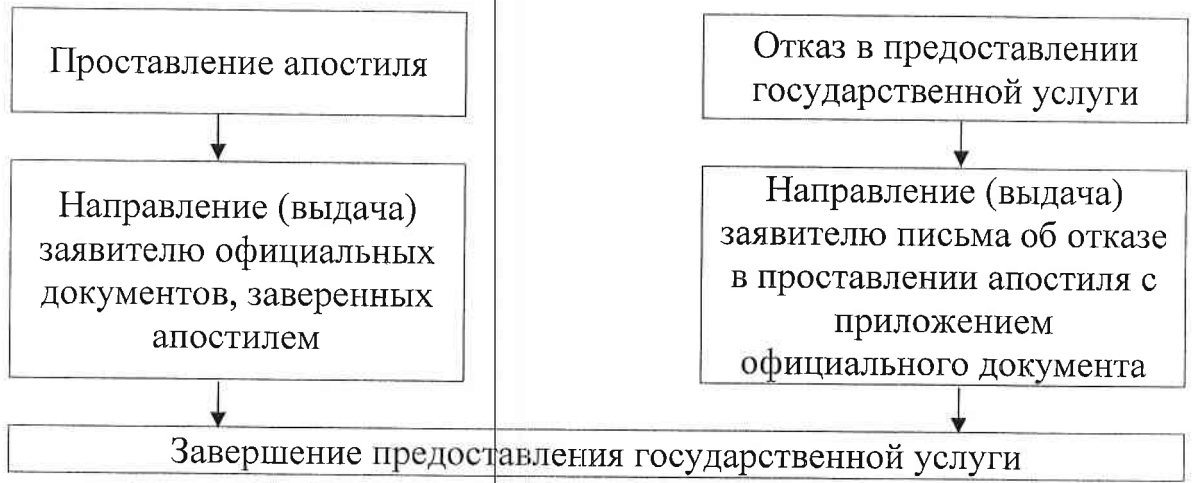 Проставление апостиля
Отказ в предоставлении
государственной услуги
Направление (выдача)
заявителю официальных
документов, заверенных
апостилем
Направление (выдача)
заявителю письма об отказе
в проставлении апостиля с
приложением
официального документа
Завершение предоставления государственной услуги